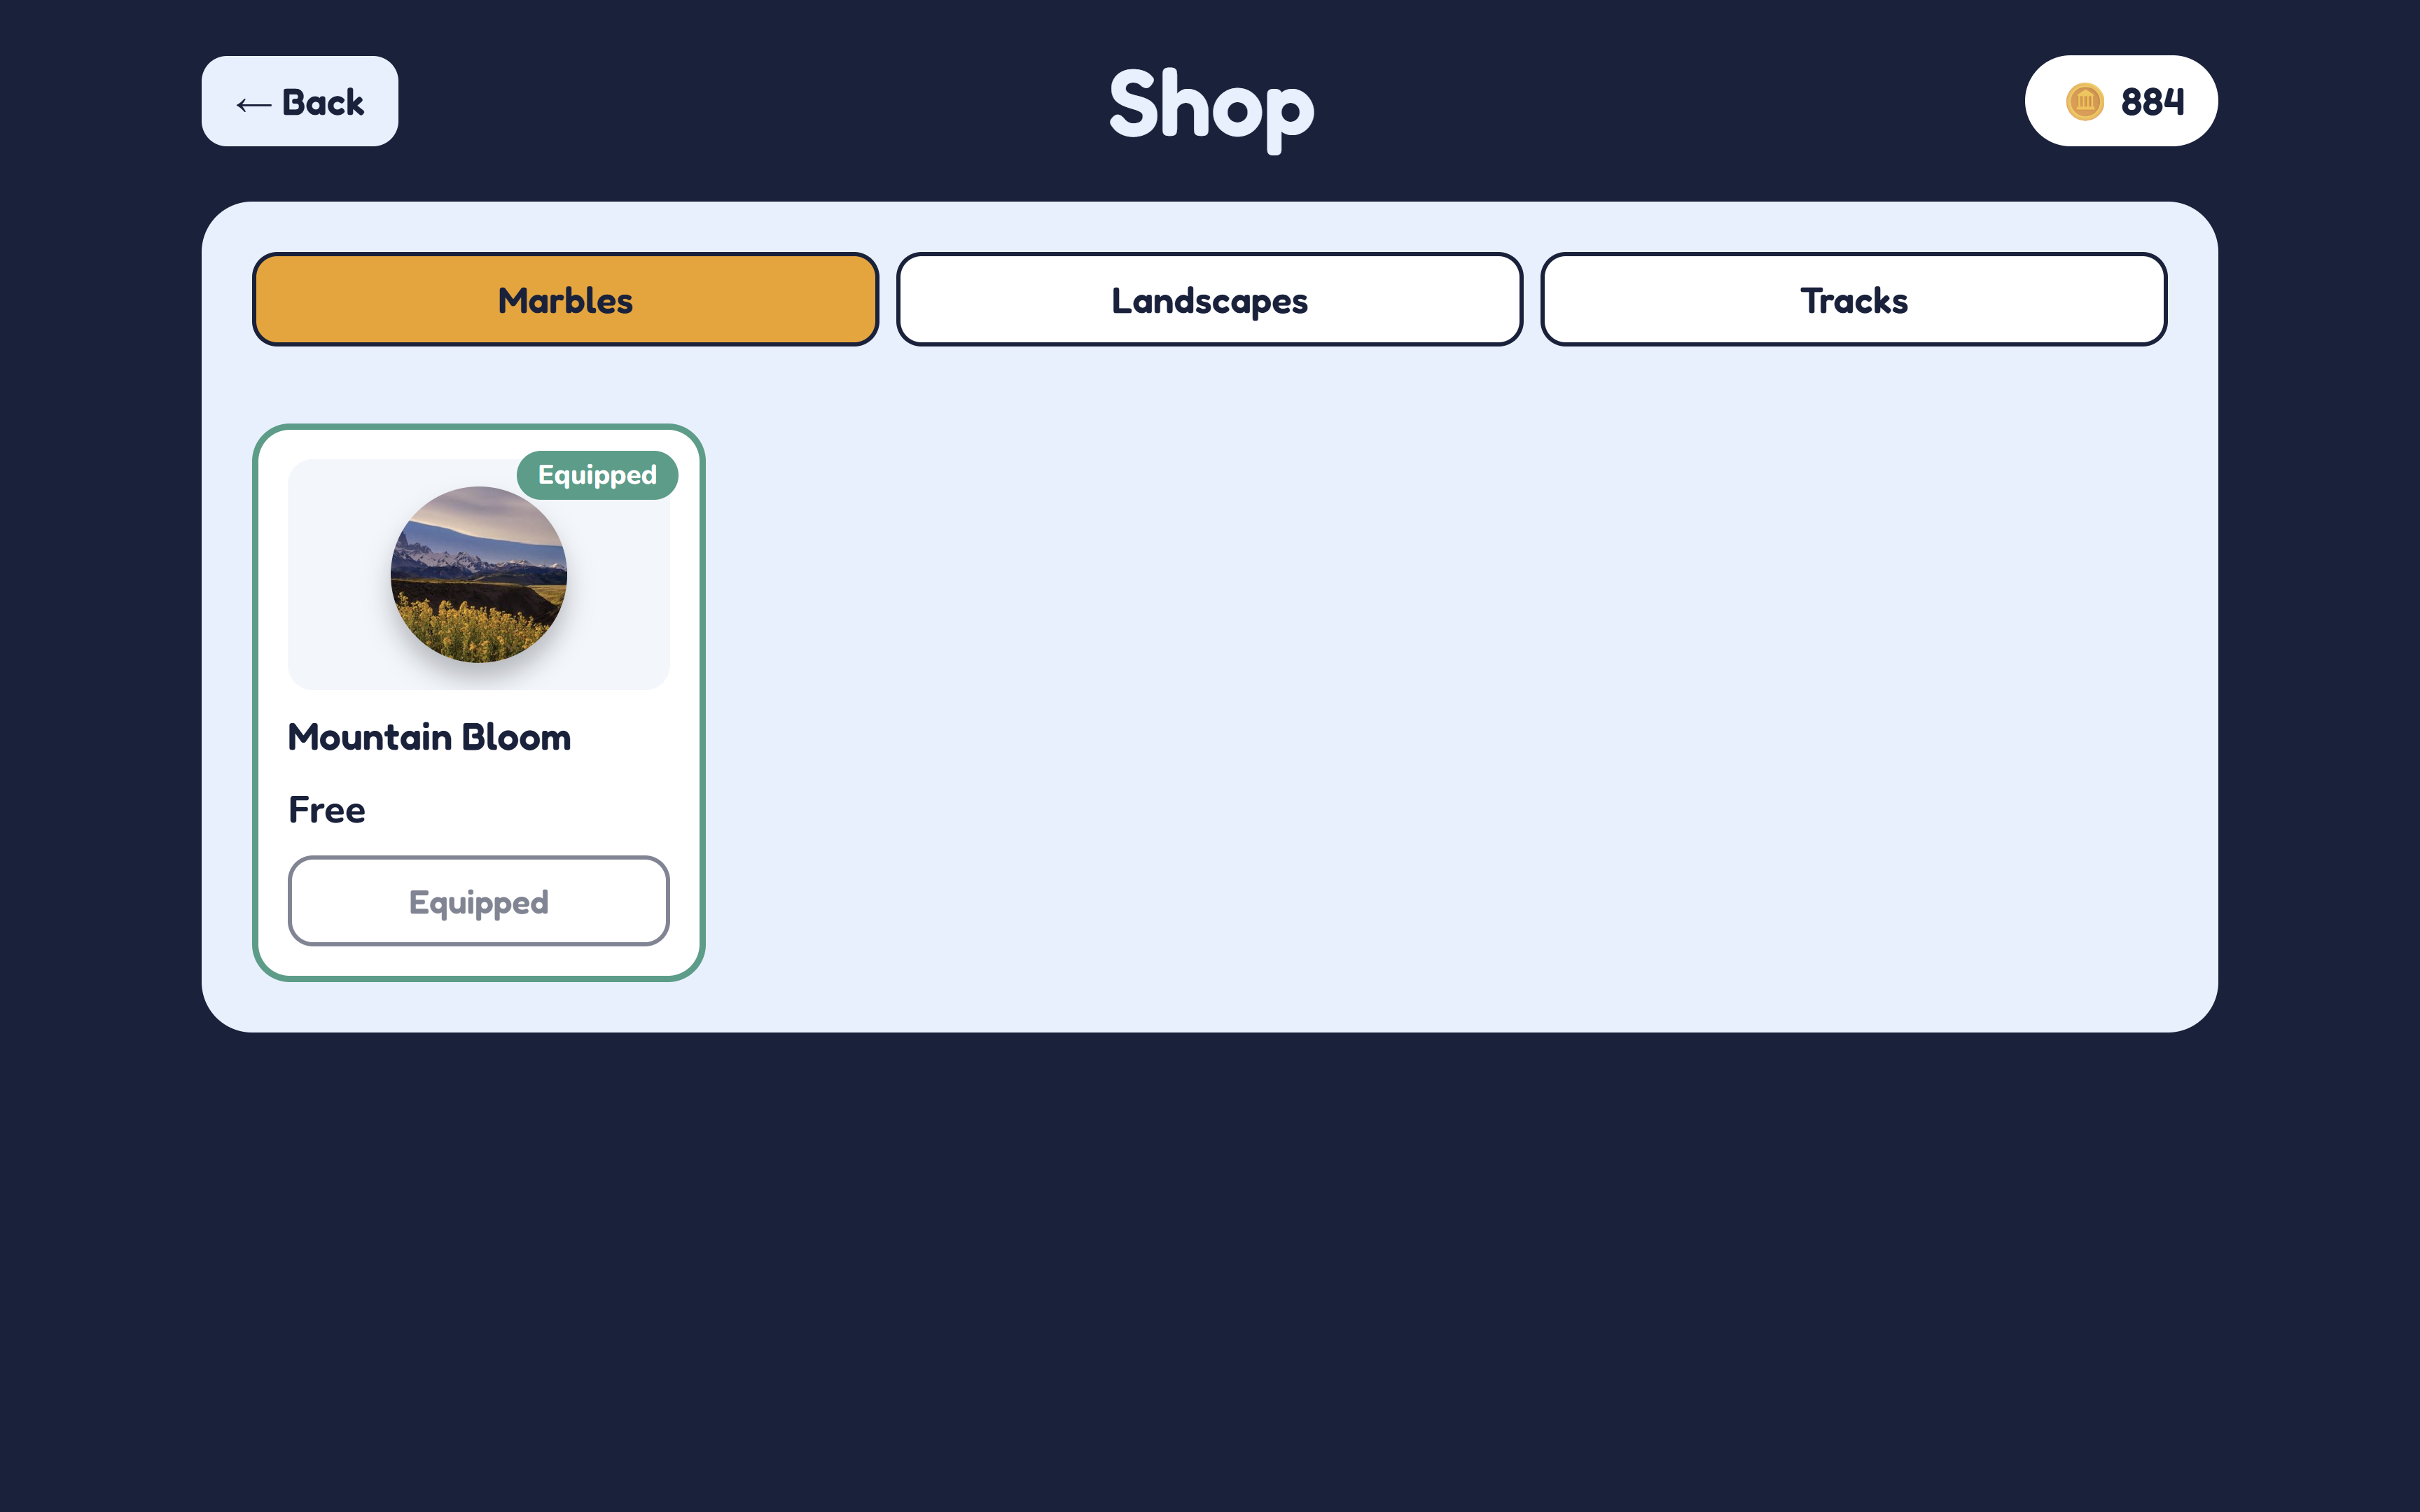 ← Back
Shop
884
Marbles
Landscapes
Tracks
Equipped
Mountain Bloom
Free
Equipped